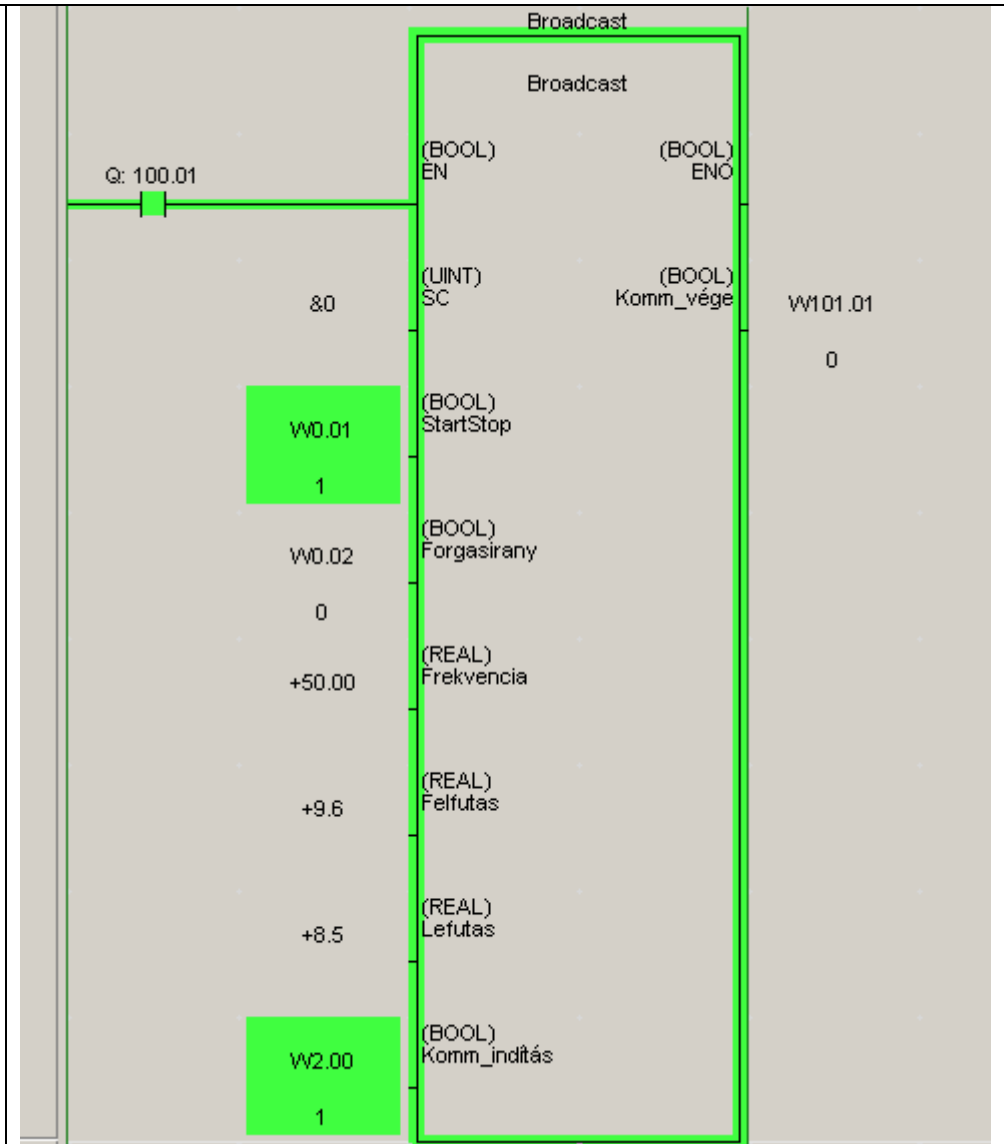 Broadcast
Broadcast
(BOOL) (BOOL)
EN ENO
Q: 100.01
(UINT) (BOOL)
SC Komm_vége
&0 W101.01
0
(BOOL)
StartStop
W0.01
1
(BOOL)
Forgasirany
W0.02
0
(REAL)
Frekvencia
+50.00
(REAL)
Felfutas
+9.6
(REAL)
Lefutas
+8.5
(BOOL)
Komm_indítás
W2.00
1